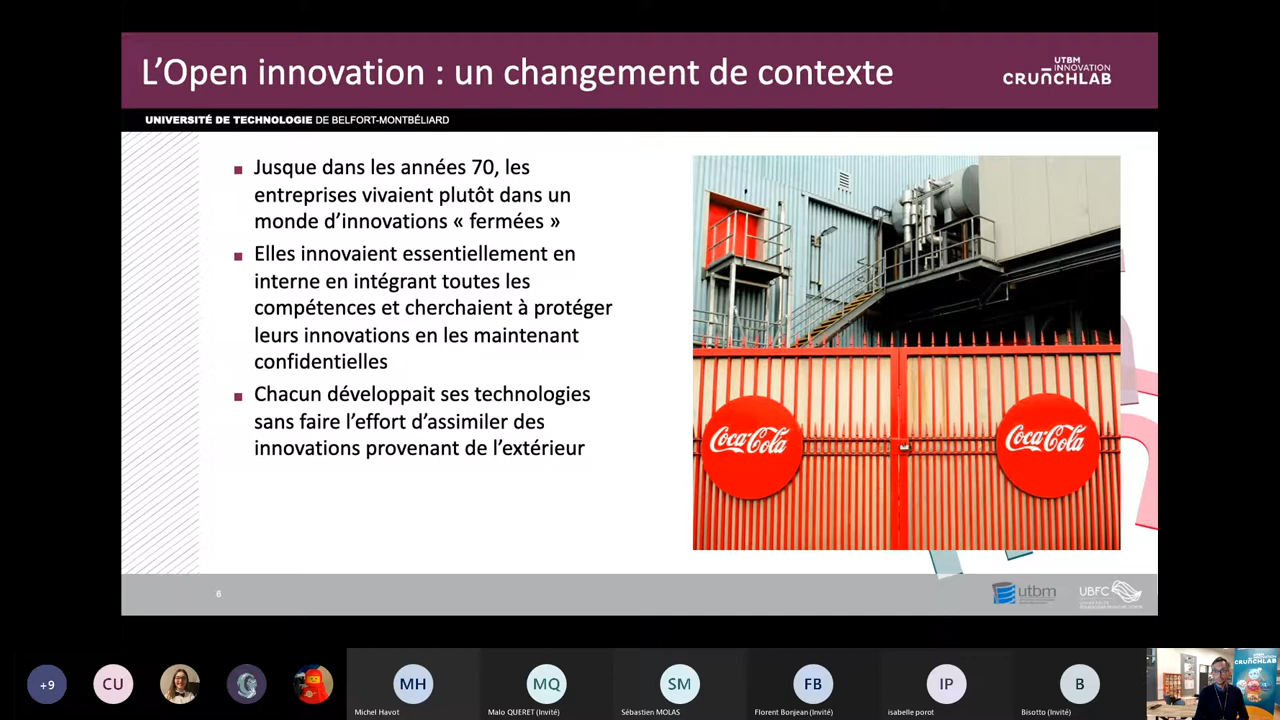 L'Open innovation : un changement de contexte
UTBM
INNOVATION
CRUNCHLAB
UNIVERSITÉ DE TECHNOLOGIE DE BELFORT-MONTBÉLIARD
Jusque dans les années 70, les
entreprises vivaient plutôt dans un
monde d'innovations « fermées »
Elles innovaient essentiellement en
interne en intégrant toutes les
compétences et cherchaient à protéger
leurs innovations en les maintenant
confidentielles
Chacun développait ses technologies
sans faire l'effort d'assimiler des
innovations provenant de l'extérieur
Coca-Cola
Coca-Cola
6
utbm
UBFC
+9
CU
MH
MQ
SM
FB
IP
B
Michel Havot
Malo QUERET (Invité)
Sébastien MOLAS
Florent Bonjean (Invité)
isabelle porot
Bisotto (Invité)
UTBM
INNOVATION
CRUNCHLAB